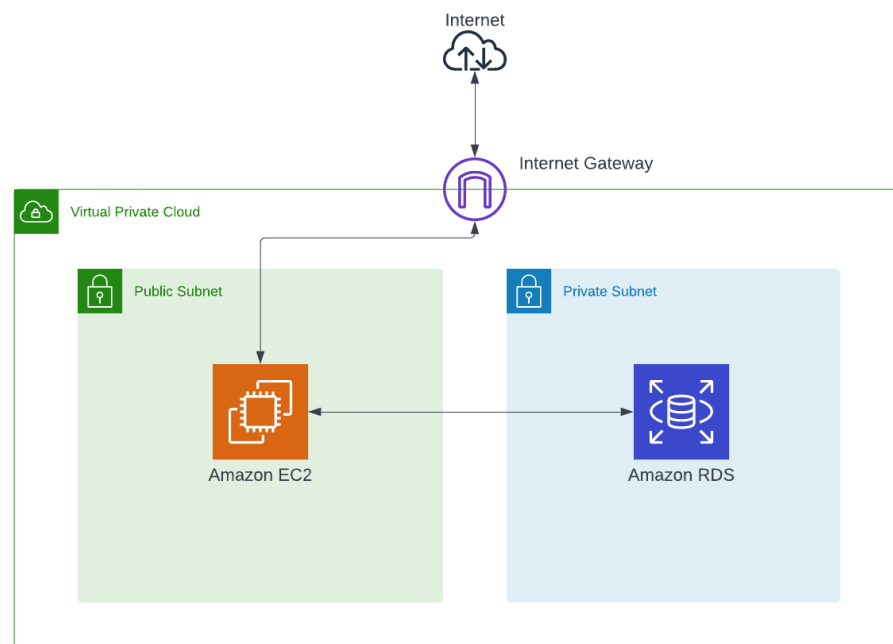 Internet
Internet Gateway
Virtual Private Cloud
Public Subnet
Private Subnet
Amazon EC2
Amazon RDS